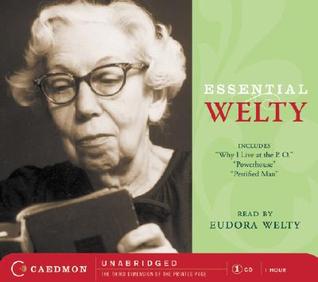 ESSENTIAL
WELTY
INCLUDES
"Why I Live at the P. O."
"Powerhouse"
"Petrified Man"
READ BY
EUDORA WELTY
CAEDMON
UNABRIDGED
THE THIRD DIMENSION OF THE PRINTED PAGE
1 CD
1 HOUR